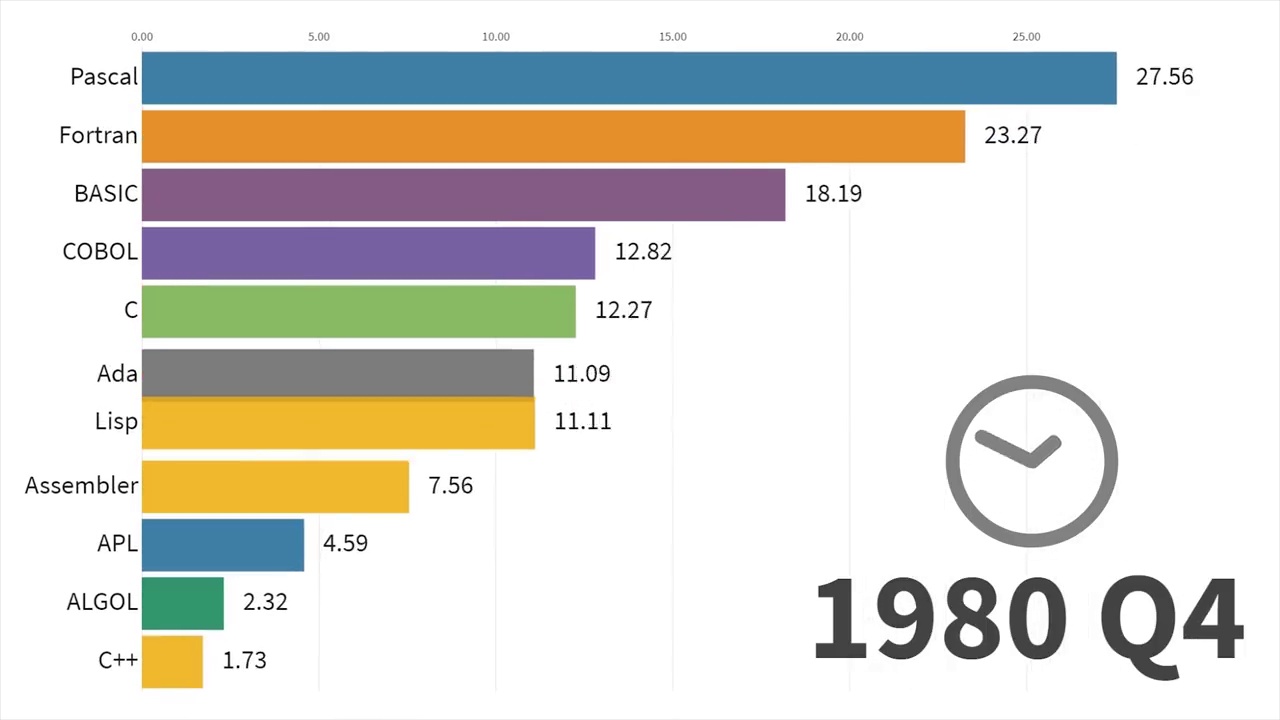 0.00 5.00 10.00 15.00 20.00 25.00
Pascal 27.56
Fortran 23.27
BASIC 18.19
COBOL 12.82
C 12.27
Ada 11.09
Lisp 11.11
Assembler 7.56
APL 4.59
ALGOL 2.32
C++ 1.73
1980 Q4